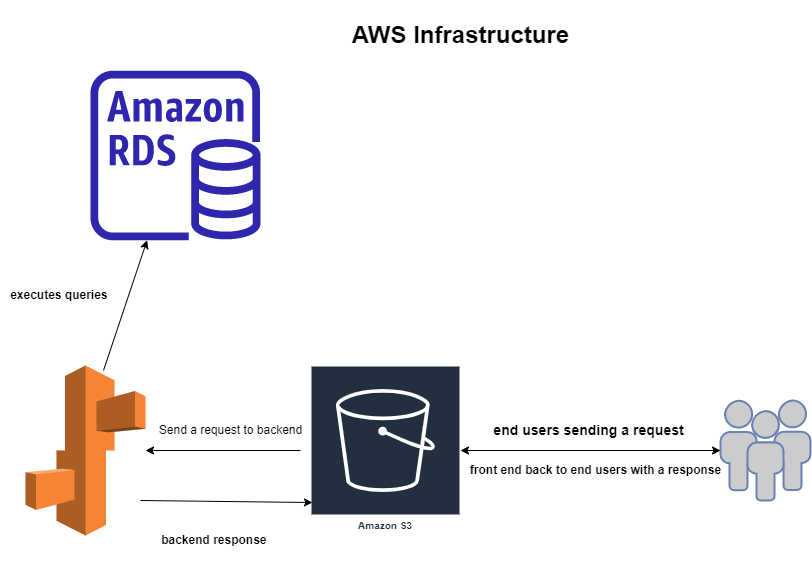 AWS Infrastructure
Amazon
RDS
executes queries
Send a request to backend
end users sending a request
front end back to end users with a response
backend response
Amazon S3